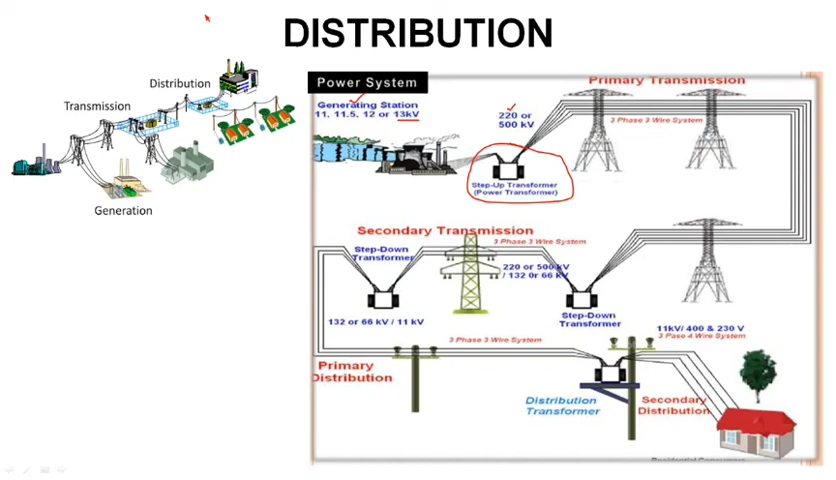 DISTRIBUTION
Distribution
Transmission
Generation
Power System
Primary Transmission
Generating Station
11. 11.5, 12 or 13kV
220 or
500 kV
3 Phase 3 Wire System
Step-Up Transformer
(Power Transformer)
Secondary Transmission
3 Phase 3 Wire System
Step-Down
Transformer
220 or 500 kV
/ 132 0r 66 kV
132 or 66 kV / 11 kV
Step-Down
Transformer
11kV/ 400 & 230 V
3 Pase 4 Wire System
3 Phase 3 Wire System
Primary
Distribution
Distribution
Transformer
Secondary
Distribution